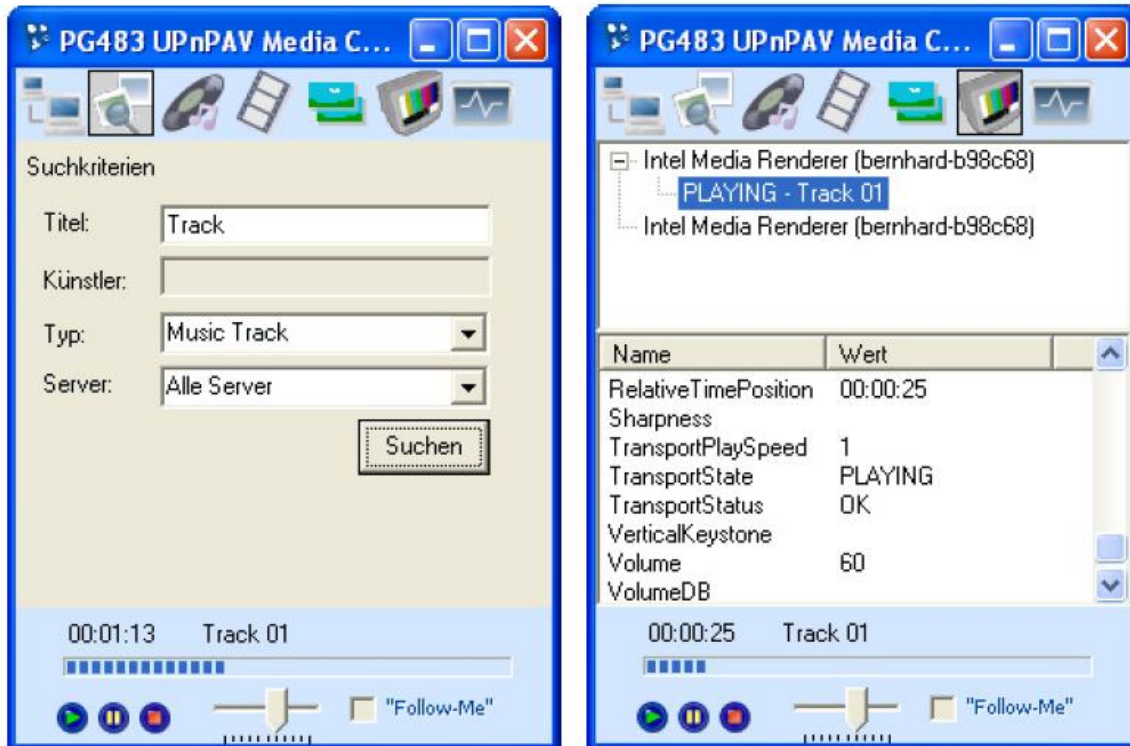 PG483 UPnPAV Media C...
Suchkriterien
Titel: Track
Künstler:
Typ: Music Track
Server: Alle Server
Suchen
00:01:13 Track 01
"Follow-Me"
PG483 UPnPAV Media C...
Intel Media Renderer (bernhard-b98c68)
PLAYING - Track 01
Intel Media Renderer (bernhard-b98c68)
Name Wert
RelativeTimePosition 00:00:25
Sharpness
TransportPlaySpeed 1
TransportState PLAYING
TransportStatus OK
VerticalKeystone
Volume 60
VolumeDB
00:00:25 Track 01
"Follow-Me"